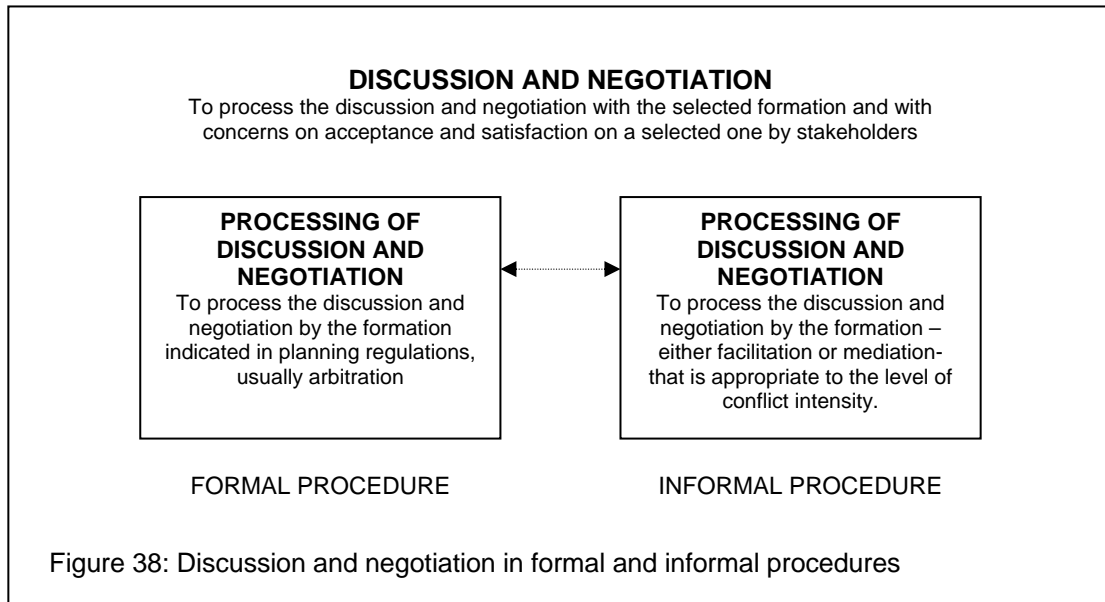 DISCUSSION AND NEGOTIATION
To process the discussion and negotiation with the selected formation and with
concerns on acceptance and satisfaction on a selected one by stakeholders
PROCESSING OF
DISCUSSION AND
NEGOTIATION
To process the discussion and
negotiation by the formation
indicated in planning regulations,
usually arbitration
PROCESSING OF
DISCUSSION AND
NEGOTIATION
To process the discussion and
negotiation by the formation –
either facilitation or mediation-
that is appropriate to the level of
conflict intensity.
FORMAL PROCEDURE
INFORMAL PROCEDURE
Figure 38: Discussion and negotiation in formal and informal procedures